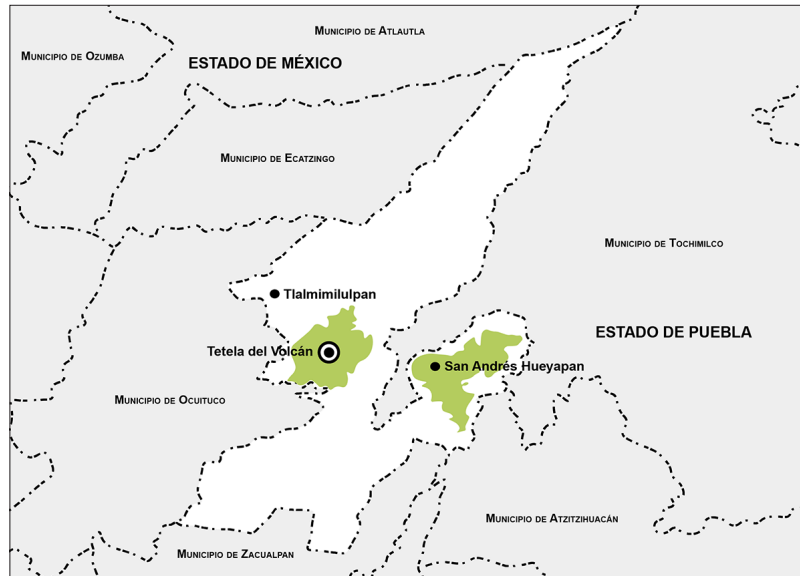 Municipio de Atlautla
Municipio de Ozumba
ESTADO DE MÉXICO
Municipio de Ecatzingo
Municipio de Tochimilco
Tlalmimilulpan
ESTADO DE PUEBLA
Tetela del Volcán
San Andrés Hueyapan
Municipio de Ocuituco
Municipio de Atzitzihuacán
Municipio de Zacualpan